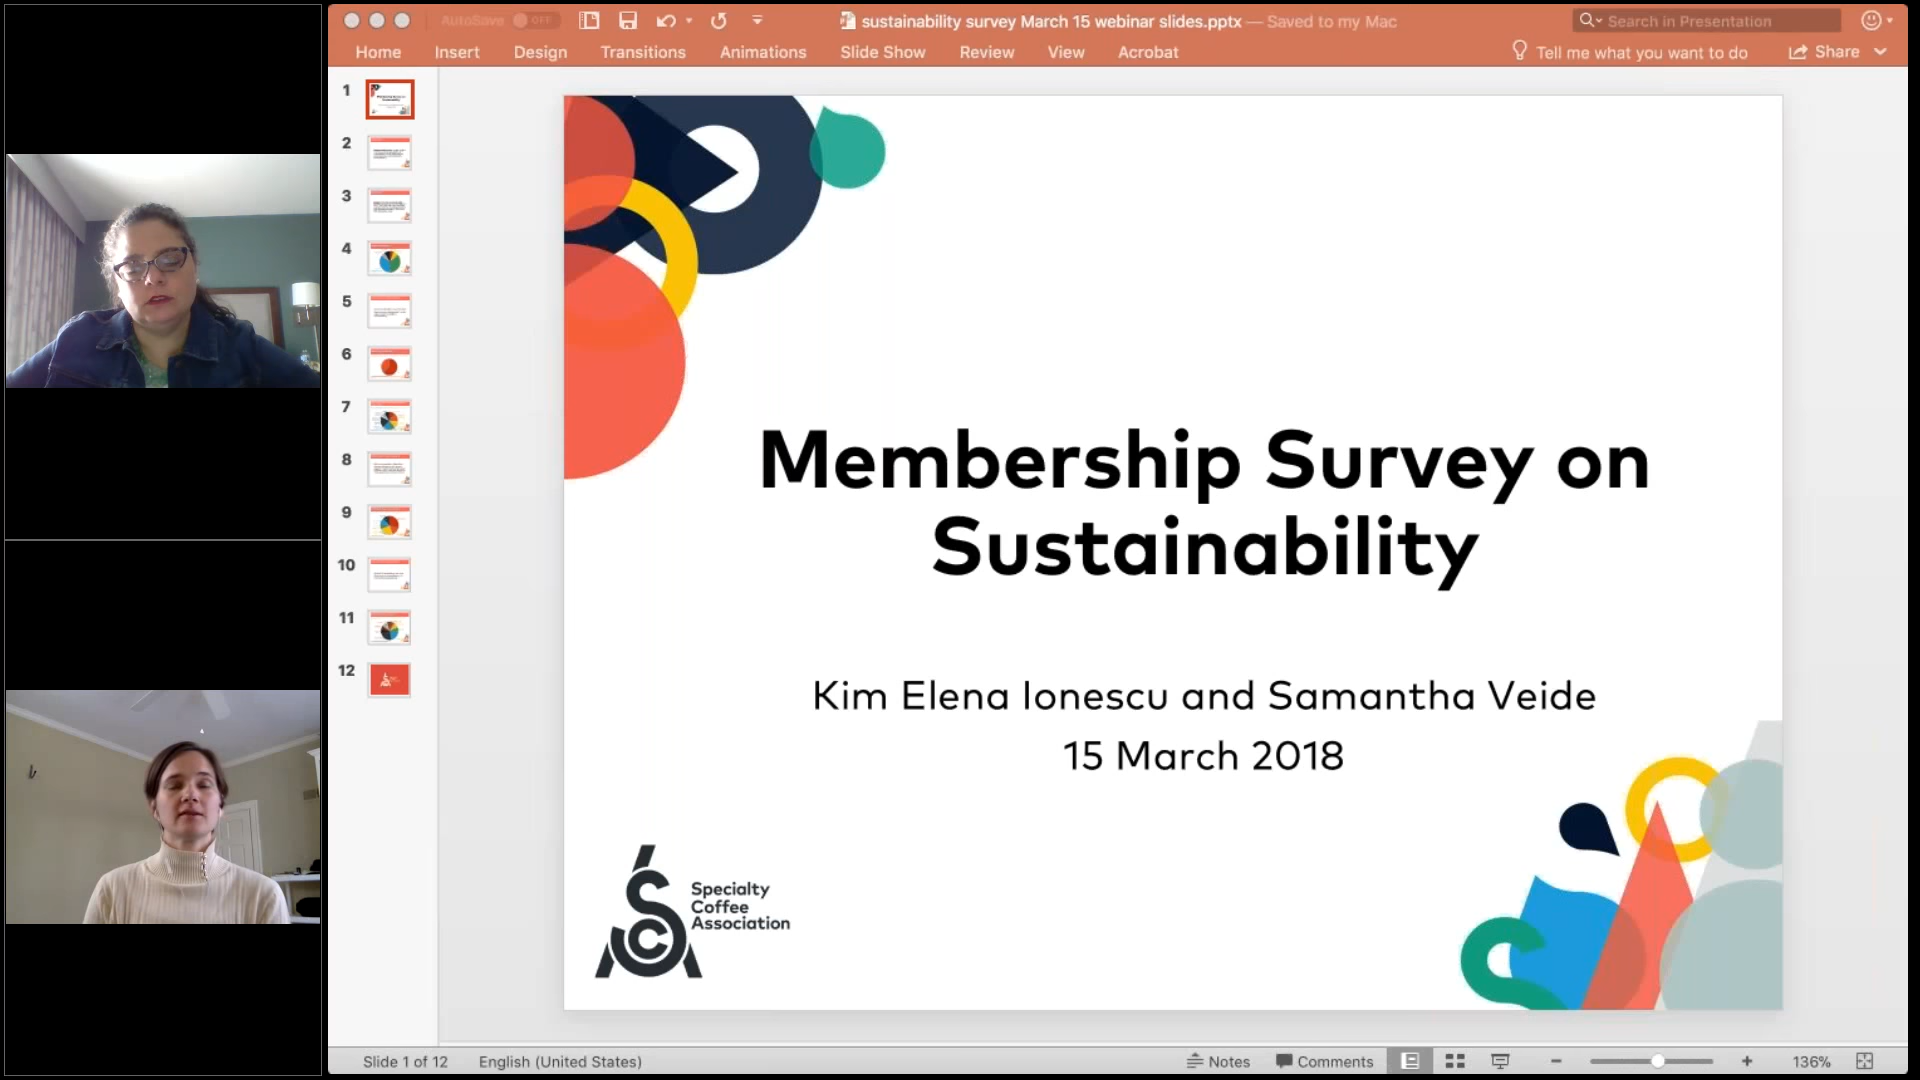 AutoSave OFF
sustainability survey March 15 webinar slides.pptx — Saved to my Mac
Search in Presentation
Home Insert Design Transitions Animations Slide Show Review View Acrobat
Tell me what you want to do
Share
1
2
3
4
5
6
7
8
9
10
11
12
Membership Survey on
Sustainability
Kim Elena Ionescu and Samantha Veide
15 March 2018
Specialty
Coffee
Association
Slide 1 of 12 English (United States)
Notes Comments 136%